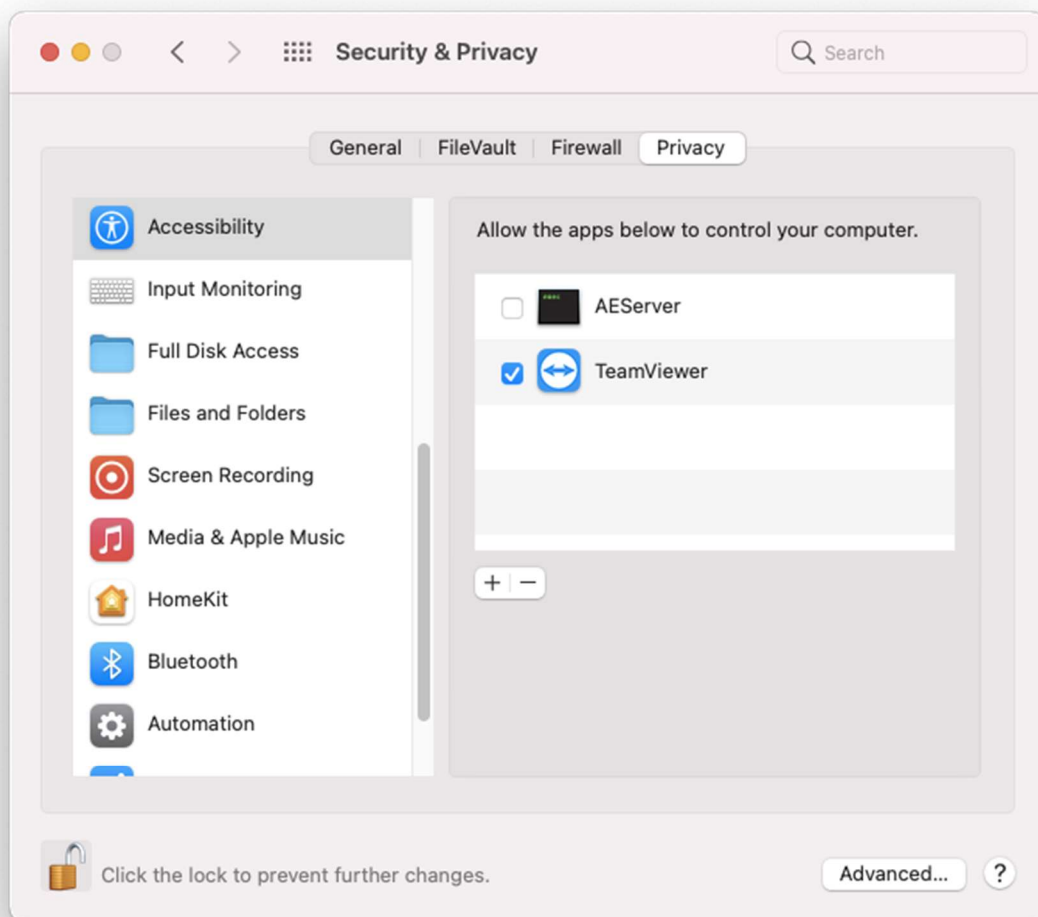 Security & Privacy
Search
General
FileVault
Firewall
Privacy
Accessibility
Input Monitoring
Full Disk Access
Files and Folders
Screen Recording
Media & Apple Music
HomeKit
Bluetooth
Automation
Allow the apps below to control your computer.
AEServer
TeamViewer
+ −
Click the lock to prevent further changes.
Advanced...
?